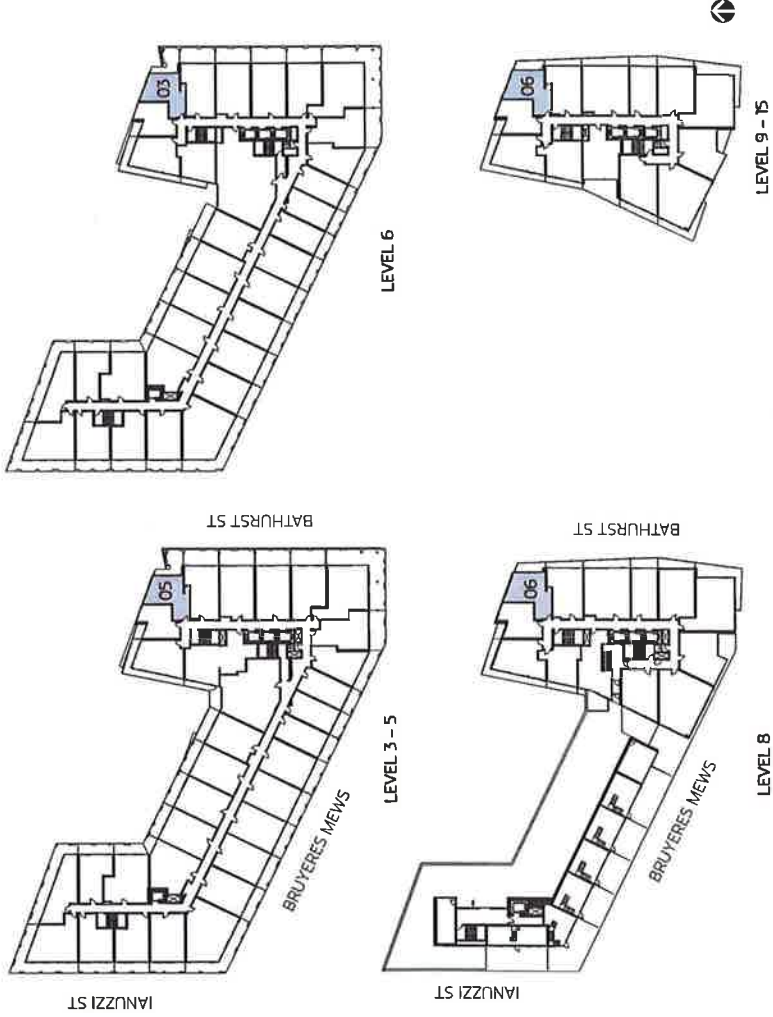 03
LEVEL 6
06
LEVEL 9 – 15
BATHURST ST
BATHURST ST
05
LEVEL 3 – 5
BRUYERES MEWS
IANUZZI ST
06
LEVEL 8
BRUYERES MEWS
IANUZZI ST